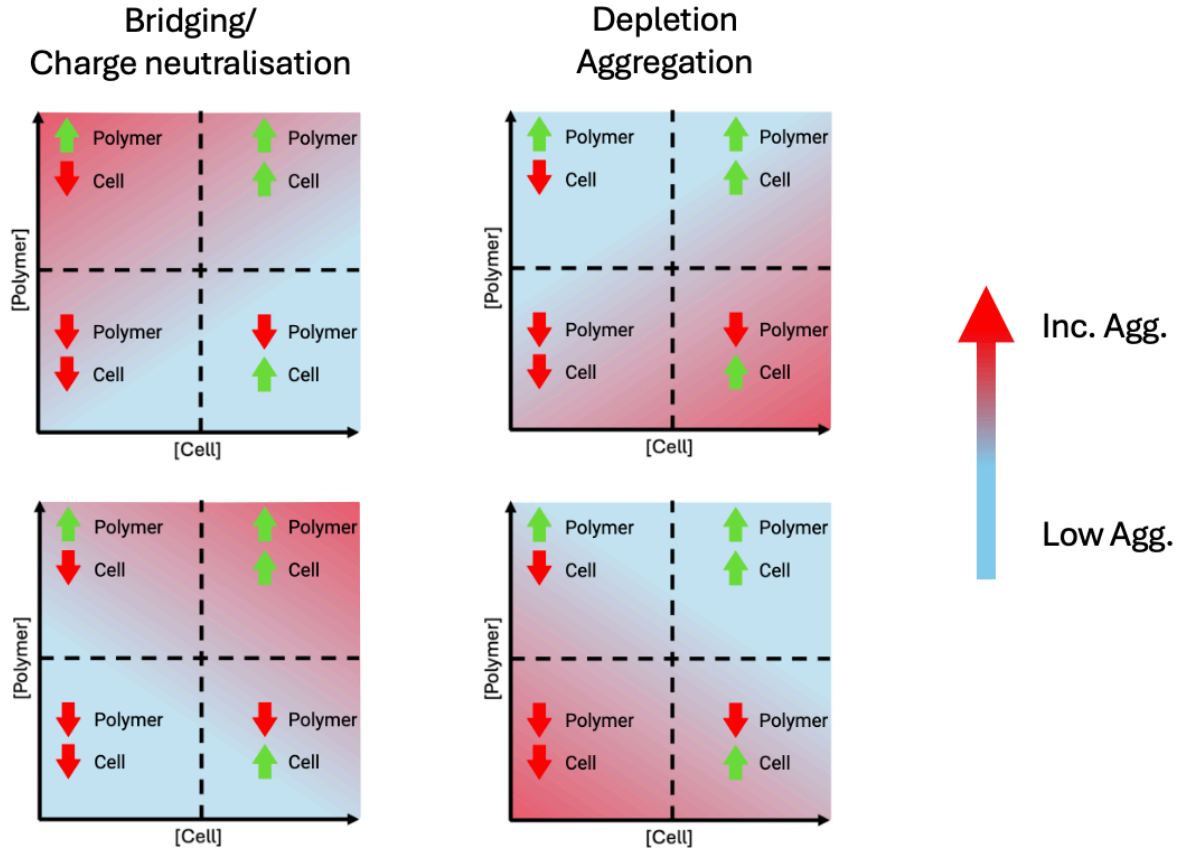 Bridging/
Charge neutralisation
Depletion
Aggregation
[Polymer]
Polymer
Cell
Polymer
Cell
Polymer
Cell
Polymer
Cell
[Cell]
[Polymer]
Polymer
Cell
Polymer
Cell
Polymer
Cell
Polymer
Cell
[Cell]
[Polymer]
Polymer
Cell
Polymer
Cell
Polymer
Cell
Polymer
Cell
[Cell]
[Polymer]
Polymer
Cell
Polymer
Cell
Polymer
Cell
Polymer
Cell
[Cell]
Inc. Agg.
Low Agg.